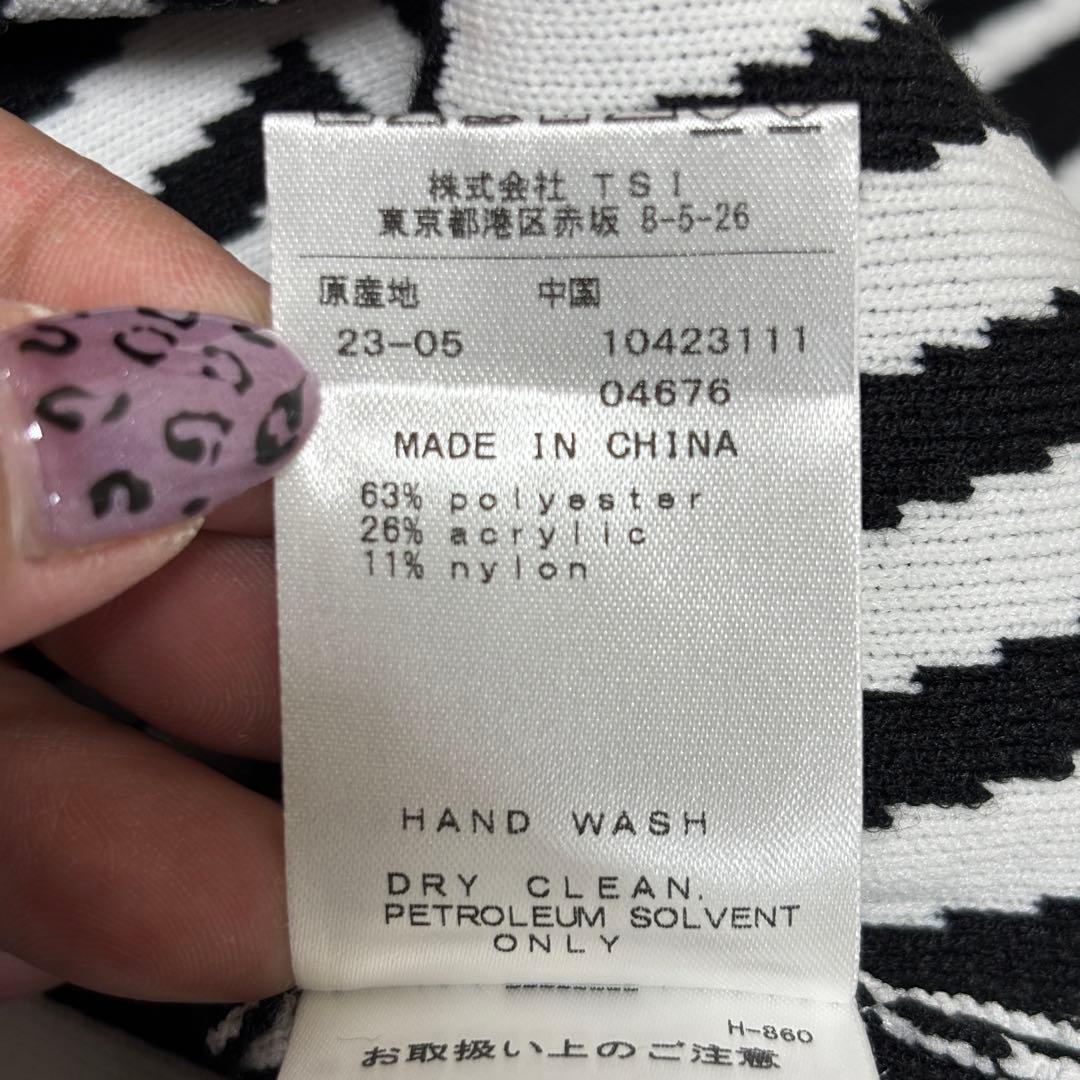 株式会社 TSI
東京都港区赤坂 8-5-26
原産地 中国
23-05 10423111
04676
MADE IN CHINA
63% polyester
26% acrylic
11% nylon
HAND WASH
DRY CLEAN,
PETROLEUM SOLVENT
ONLY
H-860
お取扱い上のご注意